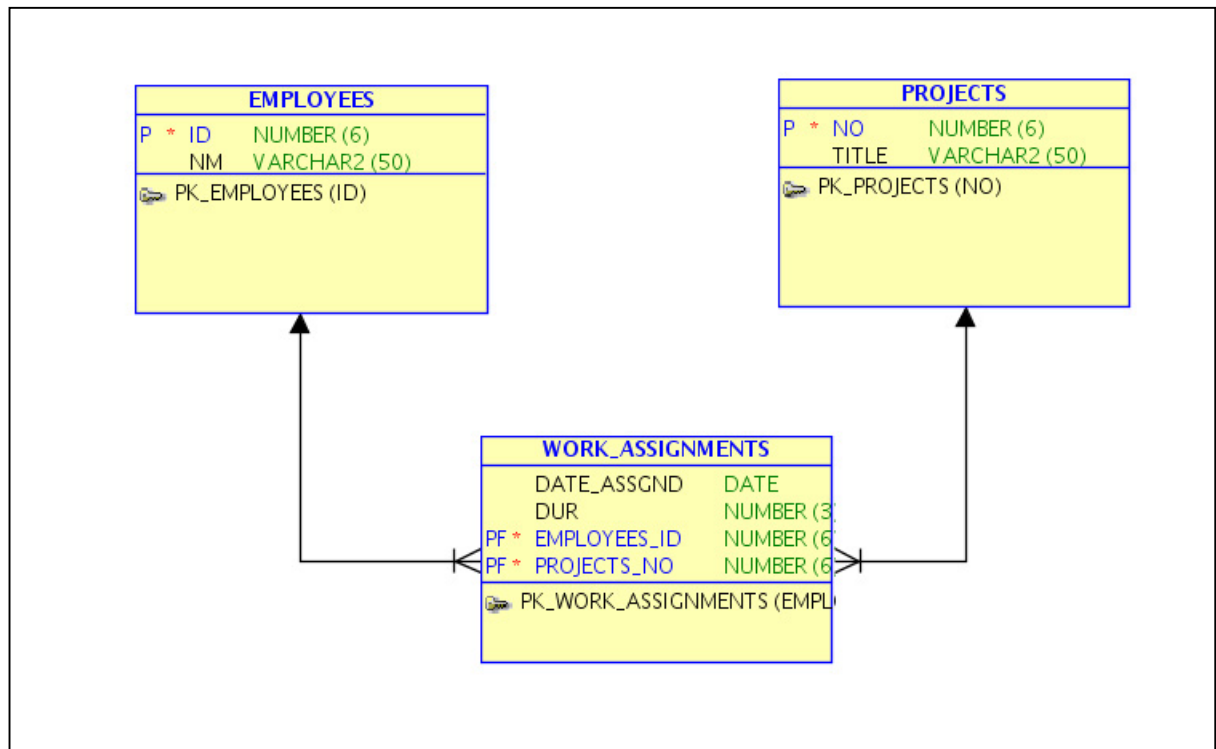 EMPLOYEES
P * ID NUMBER (6)
NM VARCHAR2 (50)
PK_EMPLOYEES (ID)
PROJECTS
P * NO NUMBER (6)
TITLE VARCHAR2 (50)
PK_PROJECTS (NO)
WORK_ASSIGNMENTS
DATE_ASSGND DATE
DUR NUMBER (3
PF * EMPLOYEES_ID NUMBER (6
PF * PROJECTS_NO NUMBER (6
PK_WORK_ASSIGNMENTS (EMPL